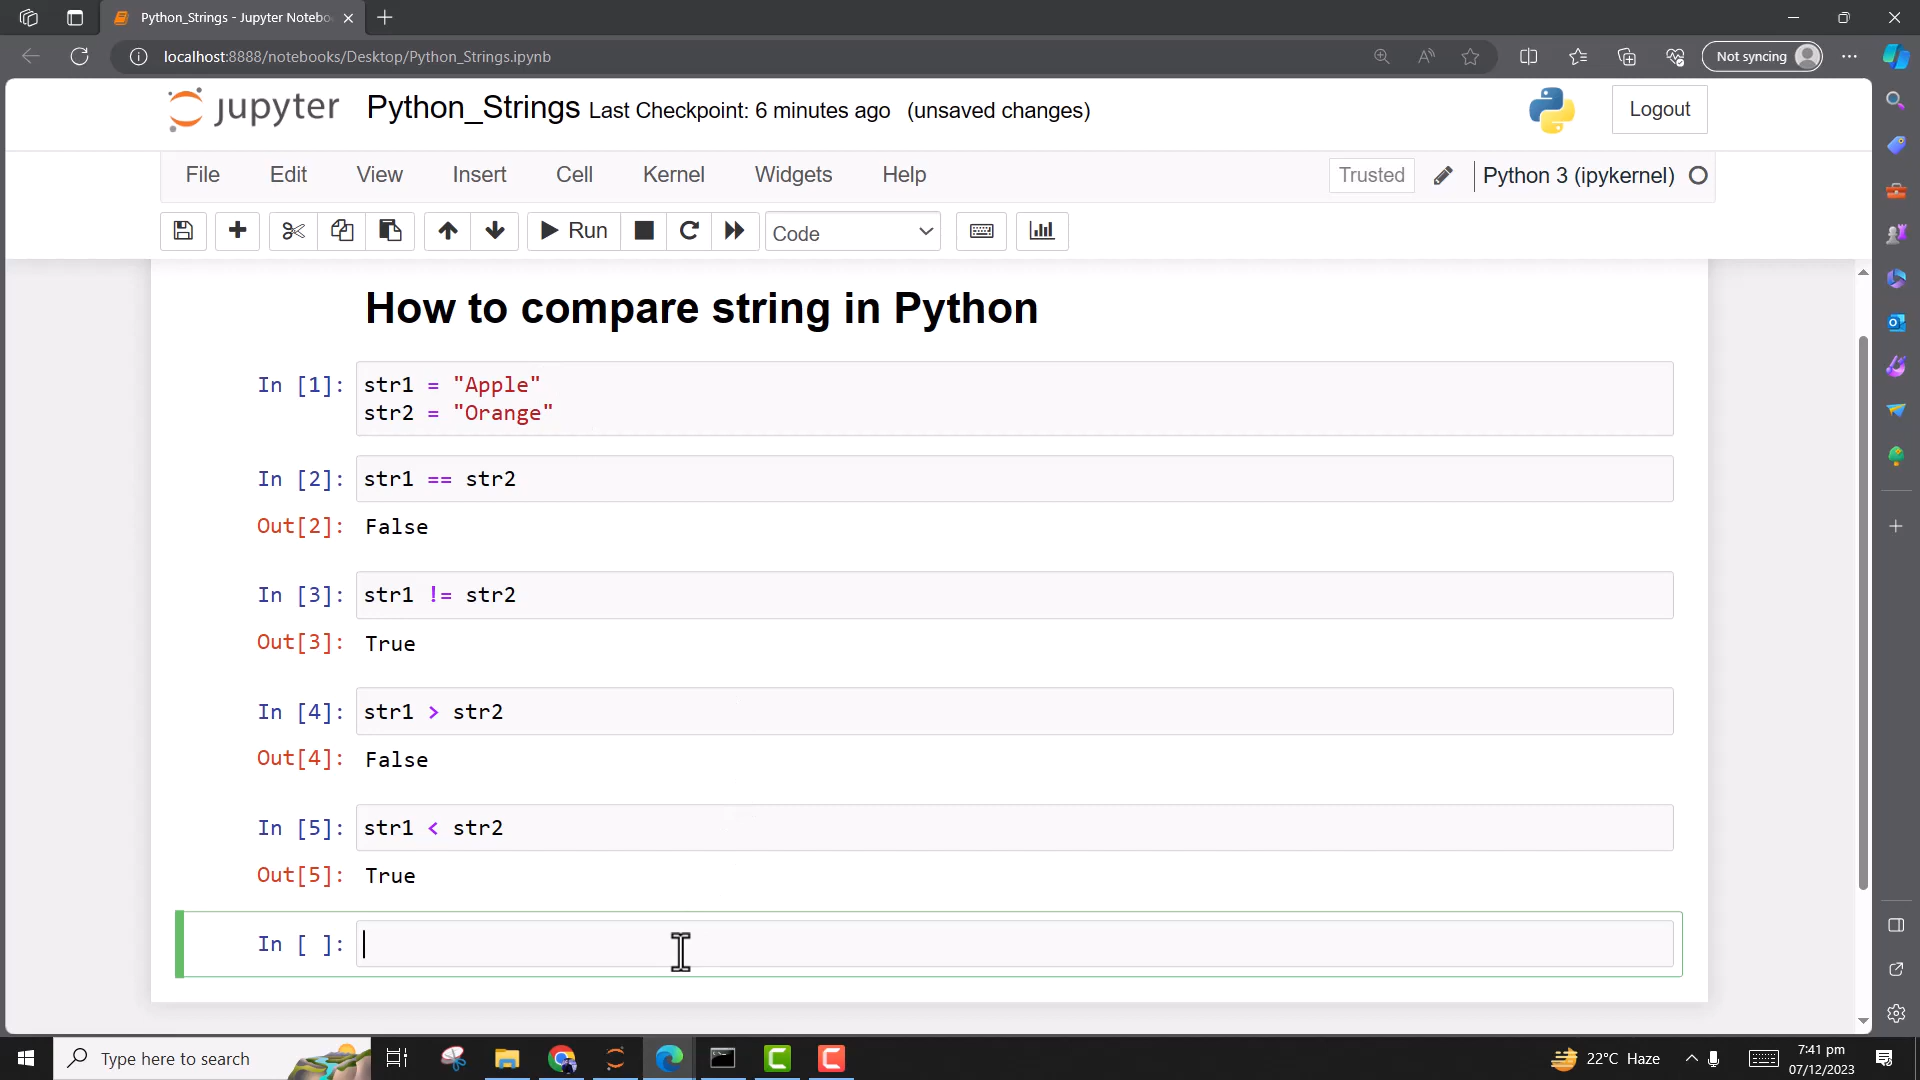 Python_Strings - Jupyter Notebo
localhost:8888/notebooks/Desktop/Python_Strings.ipynb
Not syncing
jupyter Python_Strings Last Checkpoint: 6 minutes ago (unsaved changes)
Logout
File Edit View Insert Cell Kernel Widgets Help
Trusted
Python 3 (ipykernel)
Run
Code
How to compare string in Python
In [1]: str1 = "Apple"
str2 = "Orange"
In [2]: str1 == str2
Out[2]: False
In [3]: str1 != str2
Out[3]: True
In [4]: str1 > str2
Out[4]: False
In [5]: str1 < str2
Out[5]: True
In [ ]:
Type here to search
22°C Haze
7:41 pm
07/12/2023